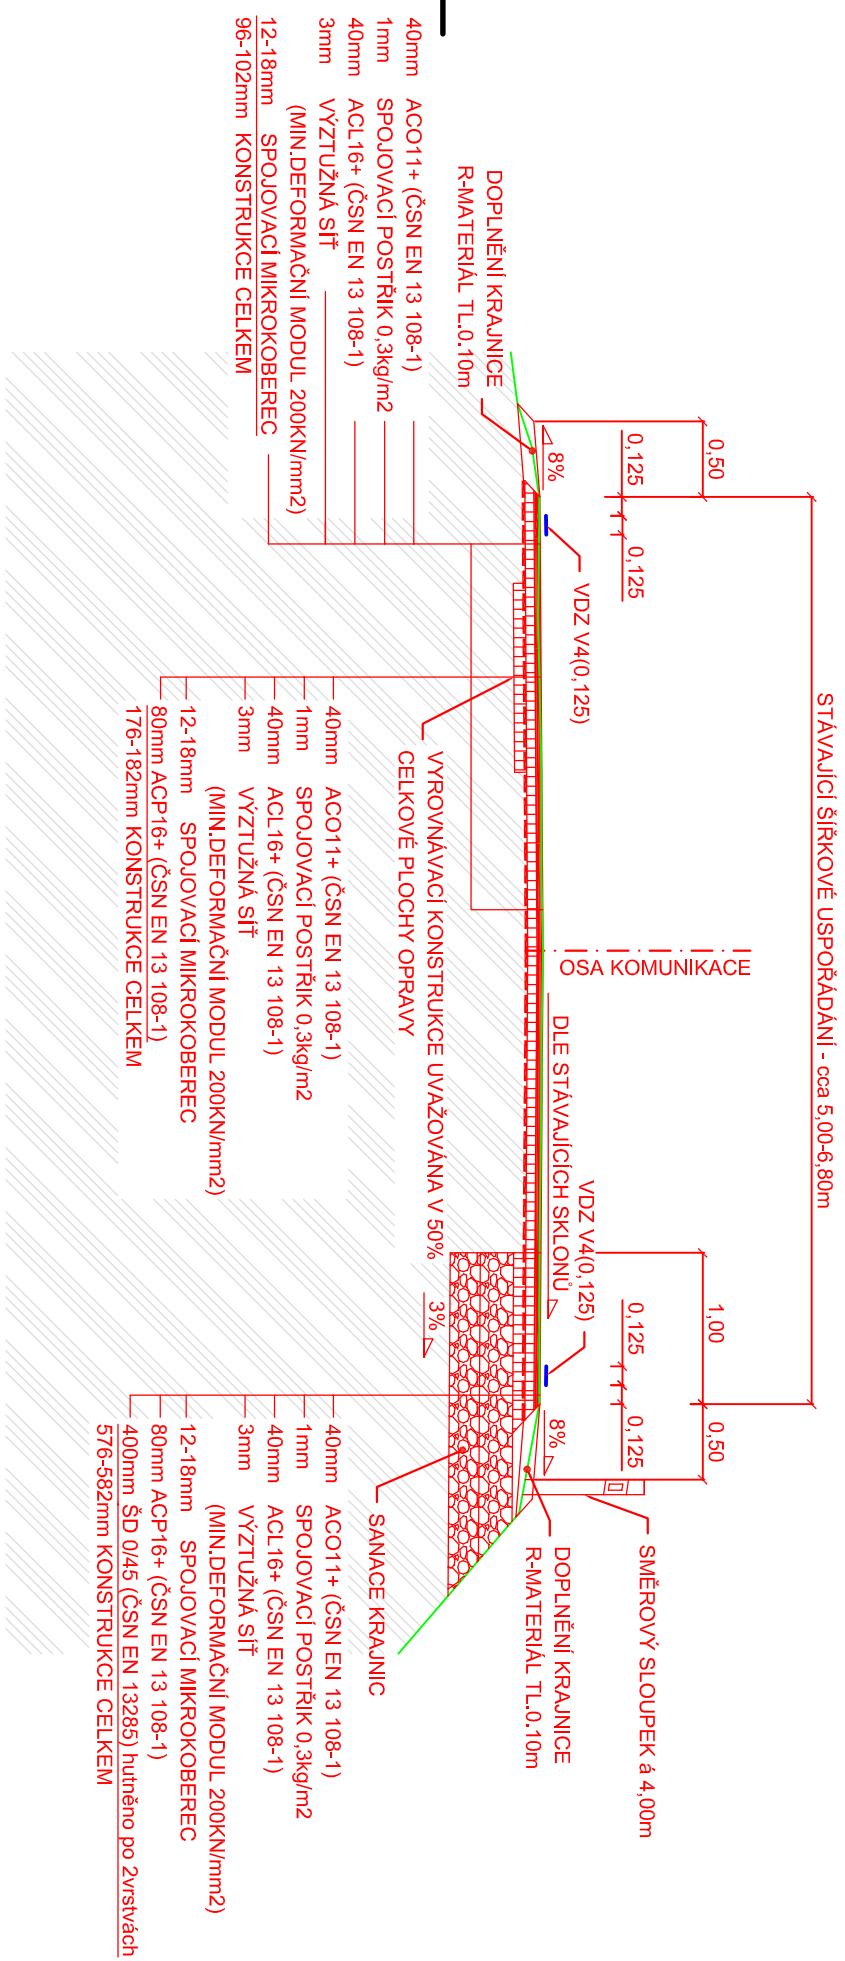 STÁVAJÍCÍ ŠÍŘKOVÉ USPOŘÁDÁNÍ - cca 5,00-6,80m
0,50
1,00
0,50
0,125
0,125
0,125
0,125
SMĚROVÝ SLOUPEK á 4,00m
OSA KOMUNIKACE
VDZ V4(0,125)
VDZ V4(0,125)
DLE STÁVAJÍCÍCH SKLONŮ
8%
8%
3%
DOPLNĚNÍ KRAJNICE
R-MATERIÁL TL.0.10m
DOPLNĚNÍ KRAJNICE
R-MATERIÁL TL.0.10m
40mm ACO11+ (ČSN EN 13 108-1)
1mm SPOJOVACÍ POSTŘIK 0,3kg/m2
40mm ACL16+ (ČSN EN 13 108-1)
3mm VÝZTUŽNÁ SÍŤ
(MIN.DEFORMAČNÍ MODUL 200KN/mm2)
12-18mm SPOJOVACÍ MIKROKOBEREC
96-102mm KONSTRUKCE CELKEM
VYROVNÁVACÍ KONSTRUKCE UVAŽOVÁNA V 50%
CELKOVÉ PLOCHY OPRAVY
40mm ACO11+ (ČSN EN 13 108-1)
1mm SPOJOVACÍ POSTŘIK 0,3kg/m2
40mm ACL16+ (ČSN EN 13 108-1)
3mm VÝZTUŽNÁ SÍŤ
(MIN.DEFORMAČNÍ MODUL 200KN/mm2)
12-18mm SPOJOVACÍ MIKROKOBEREC
80mm ACP16+ (ČSN EN 13 108-1)
176-182mm KONSTRUKCE CELKEM
SANACE KRAJNIC
40mm ACO11+ (ČSN EN 13 108-1)
1mm SPOJOVACÍ POSTŘIK 0,3kg/m2
40mm ACL16+ (ČSN EN 13 108-1)
3mm VÝZTUŽNÁ SÍŤ
(MIN.DEFORMAČNÍ MODUL 200KN/mm2)
12-18mm SPOJOVACÍ MIKROKOBEREC
80mm ACP16+ (ČSN EN 13 108-1)
400mm ŠD 0/45 (ČSN EN 13285) hutněno po 2vrstvách
576-582mm KONSTRUKCE CELKEM